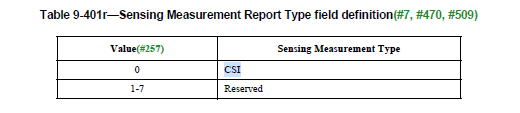 Table 9-401r—Sensing Measurement Report Type field definition(#7, #470, #509)
Value(#257) Sensing Measurement Type
0 CSI
1-7 Reserved